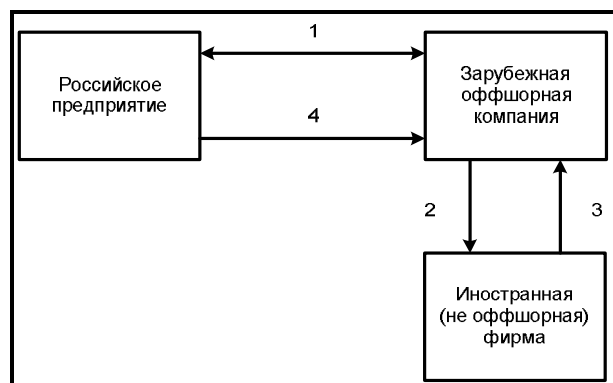 1
Российское
предприятие
Зарубежная
оффшорная
компания
4
2
3
Иностранная
(не оффшорная)
фирма